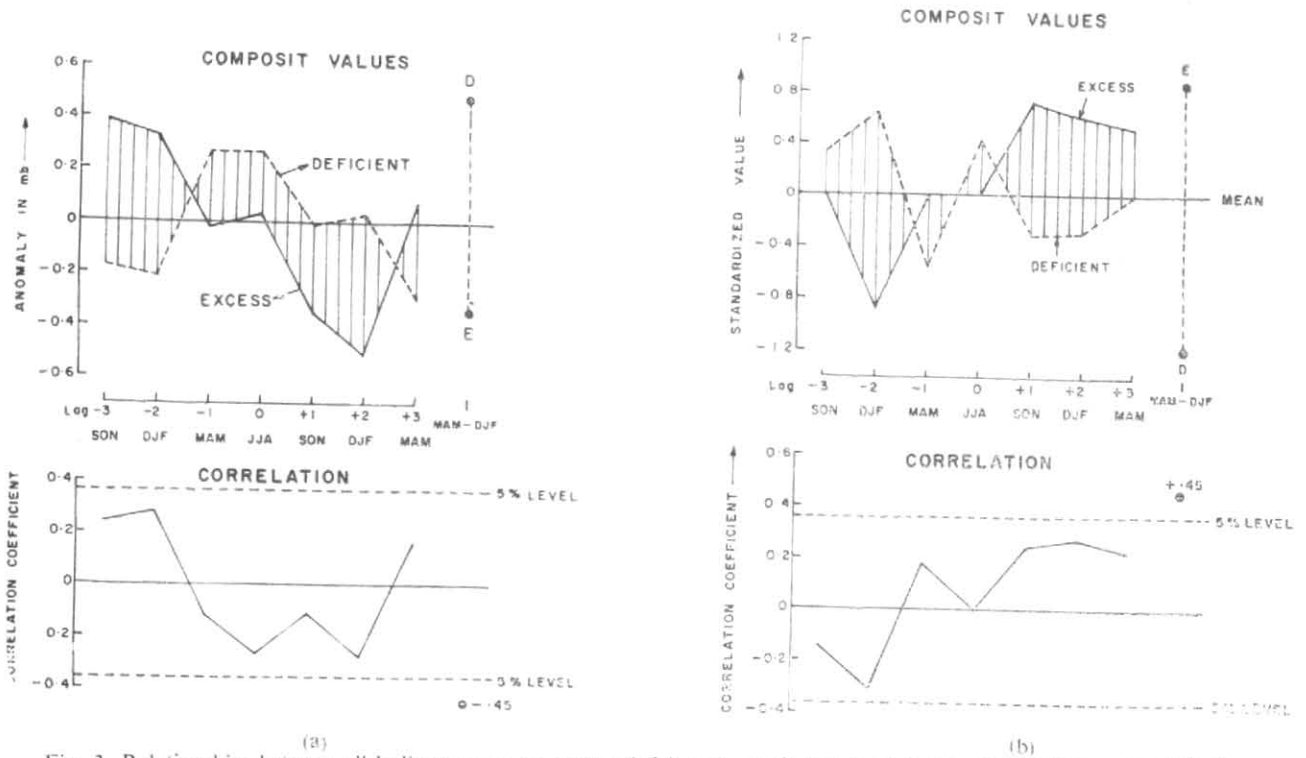 COMPOSIT VALUES
0·6
0·4
0·2
0
-0·2
-0·4
-0·6
ANOMALY IN mb
D
DEFICIENT
EXCESS
E
Lag -3 -2 -1 0 +1 +2 +3
SON DJF MAM JJA SON DJF MAM
MAM-DJF
CORRELATION
0·4
0·2
0
0·2
-0·4
CORRELATION COEFFICIENT
5% LEVEL
5% LEVEL
-·45
(a)
COMPOSIT VALUES
1·2
0·8
0·4
0
-0·4
-0·8
-1·2
STANDARDIZED VALUE
E
EXCESS
MEAN
DEFICIENT
D
Log -3 -2 -1 0 +1 +2 +3
SON DJF MAM JJA SON DJF MAM
MAM-DJF
CORRELATION
0·6
0·4
0·2
0
-0·2
-0·4
CORRELATION COEFFICIENT
+·45
5% LEVEL
5% LEVEL
(b)